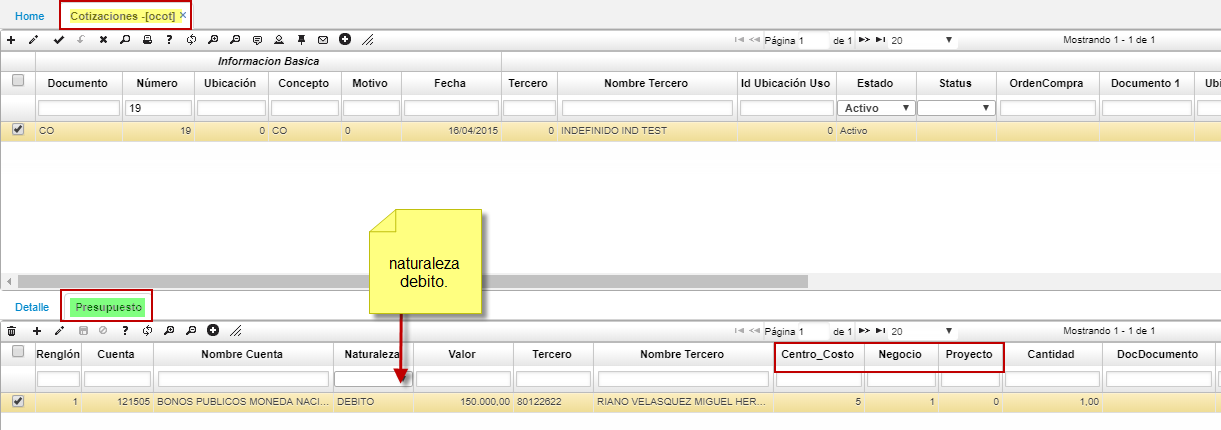 Home Cotizaciones -[ocot] ×
Página 1 de 1 20 Mostrando 1 - 1 de 1
Informacion Basica
Documento Número Ubicación Concepto Motivo Fecha Tercero Nombre Tercero Id Ubicación Uso Estado Status OrdenCompra Documento 1 Ubi
19 Activo
CO 19 0 CO 0 16/04/2015 0 INDEFINIDO IND TEST 0 Activo
naturaleza
debito.
Detalle Presupuesto
Página 1 de 1 20 Mostrando 1 - 1 de 1
Renglón Cuenta Nombre Cuenta Naturaleza Valor Tercero Nombre Tercero Centro_Costo Negocio Proyecto Cantidad DocDocumento
1 121505 BONOS PUBLICOS MONEDA NACI... DEBITO 150.000,00 80122622 RIANO VELASQUEZ MIGUEL HER... 5 1 0 1,00